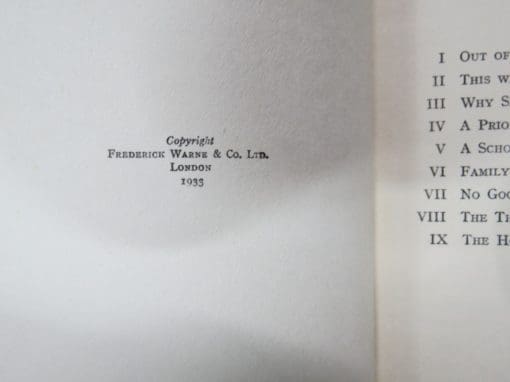 Copyright
FREDERICK WARNE & CO. LTD.
LONDON
1933
I OUT OF
II THIS W
III WHY S
IV A PRIO
V A SCHO
VI FAMILY
VII NO GOO
VIII THE TH
IX THE H